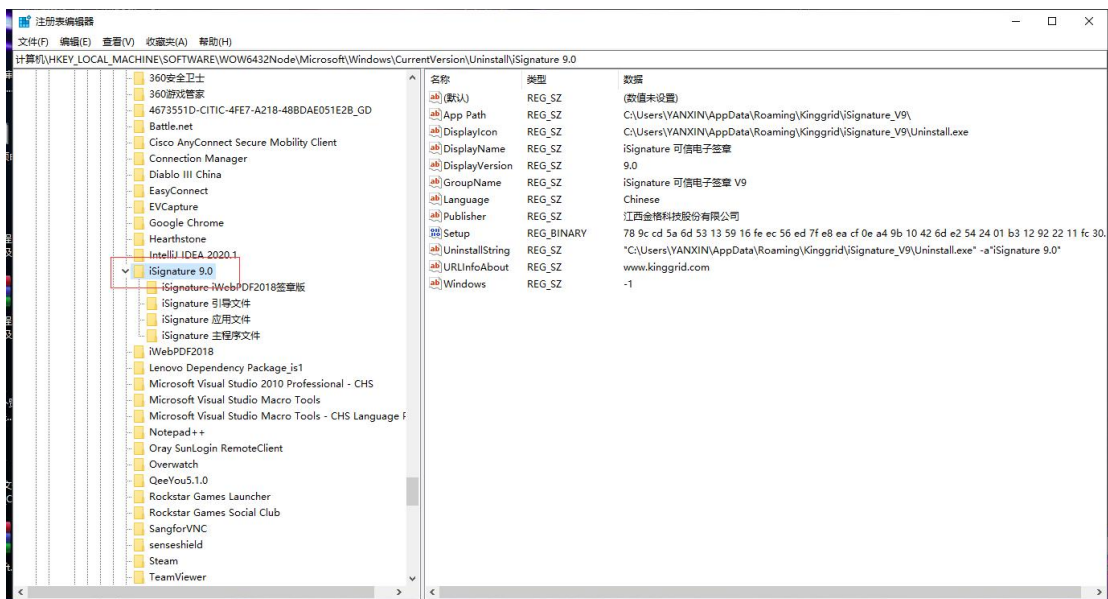 注册表编辑器
文件(F) 编辑(E) 查看(V) 收藏夹(A) 帮助(H)
计算机\HKEY_LOCAL_MACHINE\SOFTWARE\WOW6432Node\Microsoft\Windows\CurrentVersion\Uninstall\iSignature 9.0
360安全卫士
360游戏管家
4673551D-CITIC-4FE7-A218-48BDAE051E2B_GD
Battle.net
Cisco AnyConnect Secure Mobility Client
Connection Manager
Diablo III China
EasyConnect
EVCapture
Google Chrome
Hearthstone
IntelliJ IDEA 2020.1
iSignature 9.0
iSignature iWebPDF2018签章版
iSignature 引导文件
iSignature 应用文件
iSignature 主程序文件
iWebPDF2018
Lenovo Dependency Package_is1
Microsoft Visual Studio 2010 Professional - CHS
Microsoft Visual Studio Macro Tools
Microsoft Visual Studio Macro Tools - CHS Language
Notepad++
Oray SunLogin RemoteClient
Overwatch
QeeYou5.1.0
Rockstar Games Launcher
Rockstar Games Social Club
SangforVNC
senseshield
Steam
TeamViewer
名称 类型 数据
(默认) REG_SZ (数值未设置)
App Path REG_SZ C:\Users\YANXIN\AppData\Roaming\Kinggrid\iSignature_V9\
DisplayIcon REG_SZ C:\Users\YANXIN\AppData\Roaming\Kinggrid\iSignature_V9\Uninstall.exe
DisplayName REG_SZ iSignature 可信电子签章
DisplayVersion REG_SZ 9.0
GroupName REG_SZ iSignature 可信电子签章 V9
Language REG_SZ Chinese
Publisher REG_SZ 江西金格科技股份有限公司
Setup REG_BINARY 78 9c cd 5a 6d 53 13 59 16 fe ec 56 ed 7f e8 ea cf 0e a4 9b 10 42 6d e2 54 24 01 b3 12 92 22 11 fc 30.
UninstallString REG_SZ "C:\Users\YANXIN\AppData\Roaming\Kinggrid\iSignature_V9\Uninstall.exe" -a"iSignature 9.0"
URLInfoAbout REG_SZ www.kinggrid.com
Windows REG_SZ -1